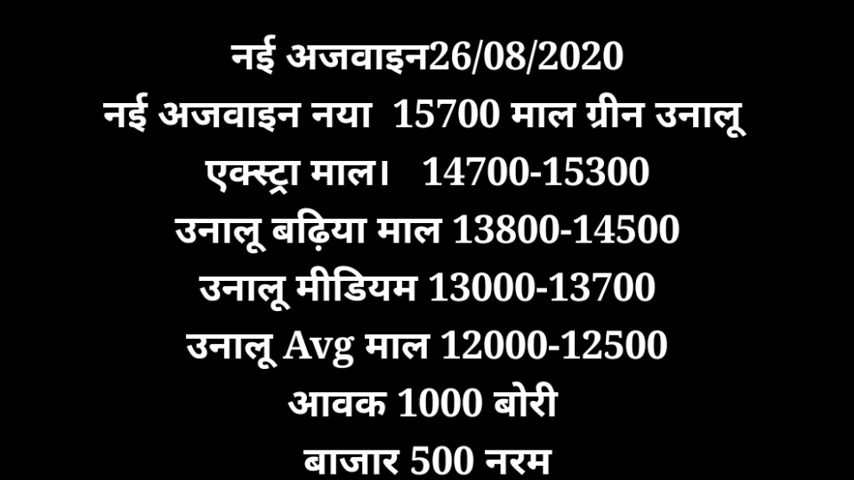 नई अजवाइन26/08/2020
नई अजवाइन नया 15700 माल ग्रीन उनालू
एक्स्ट्रा माल। 14700-15300
उनालू बढ़िया माल 13800-14500
उनालू मीडियम 13000-13700
उनालू Avg माल 12000-12500
आवक 1000 बोरी
बाजार 500 नरम